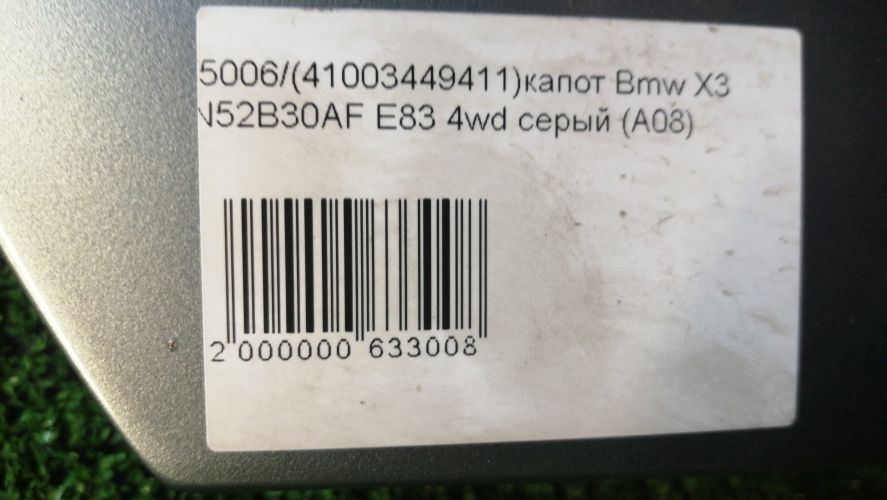 5006/(41003449411)капот Bmw X3
N52B30AF E83 4wd серый (A08)
2 000000 633008